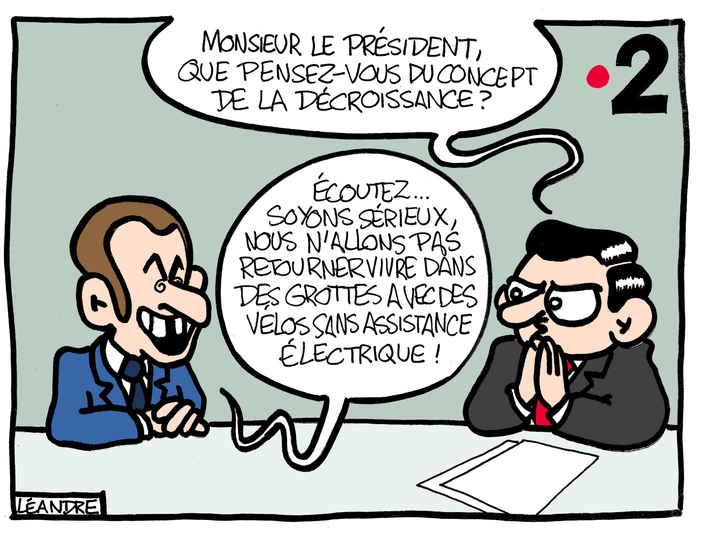 MONSIEUR LE PRÉSIDENT,
QUE PENSEZ-VOUS DU CONCEPT
DE LA DÉCROISSANCE ?
2
ÉCOUTEZ...
SOYONS SÉRIEUX,
NOUS N'ALLONS PAS
RETOURNER VIVRE DANS
DES GROTTES AVEC DES
VÉLOS SANS ASSISTANCE
ÉLECTRIQUE !
LÉANDRE